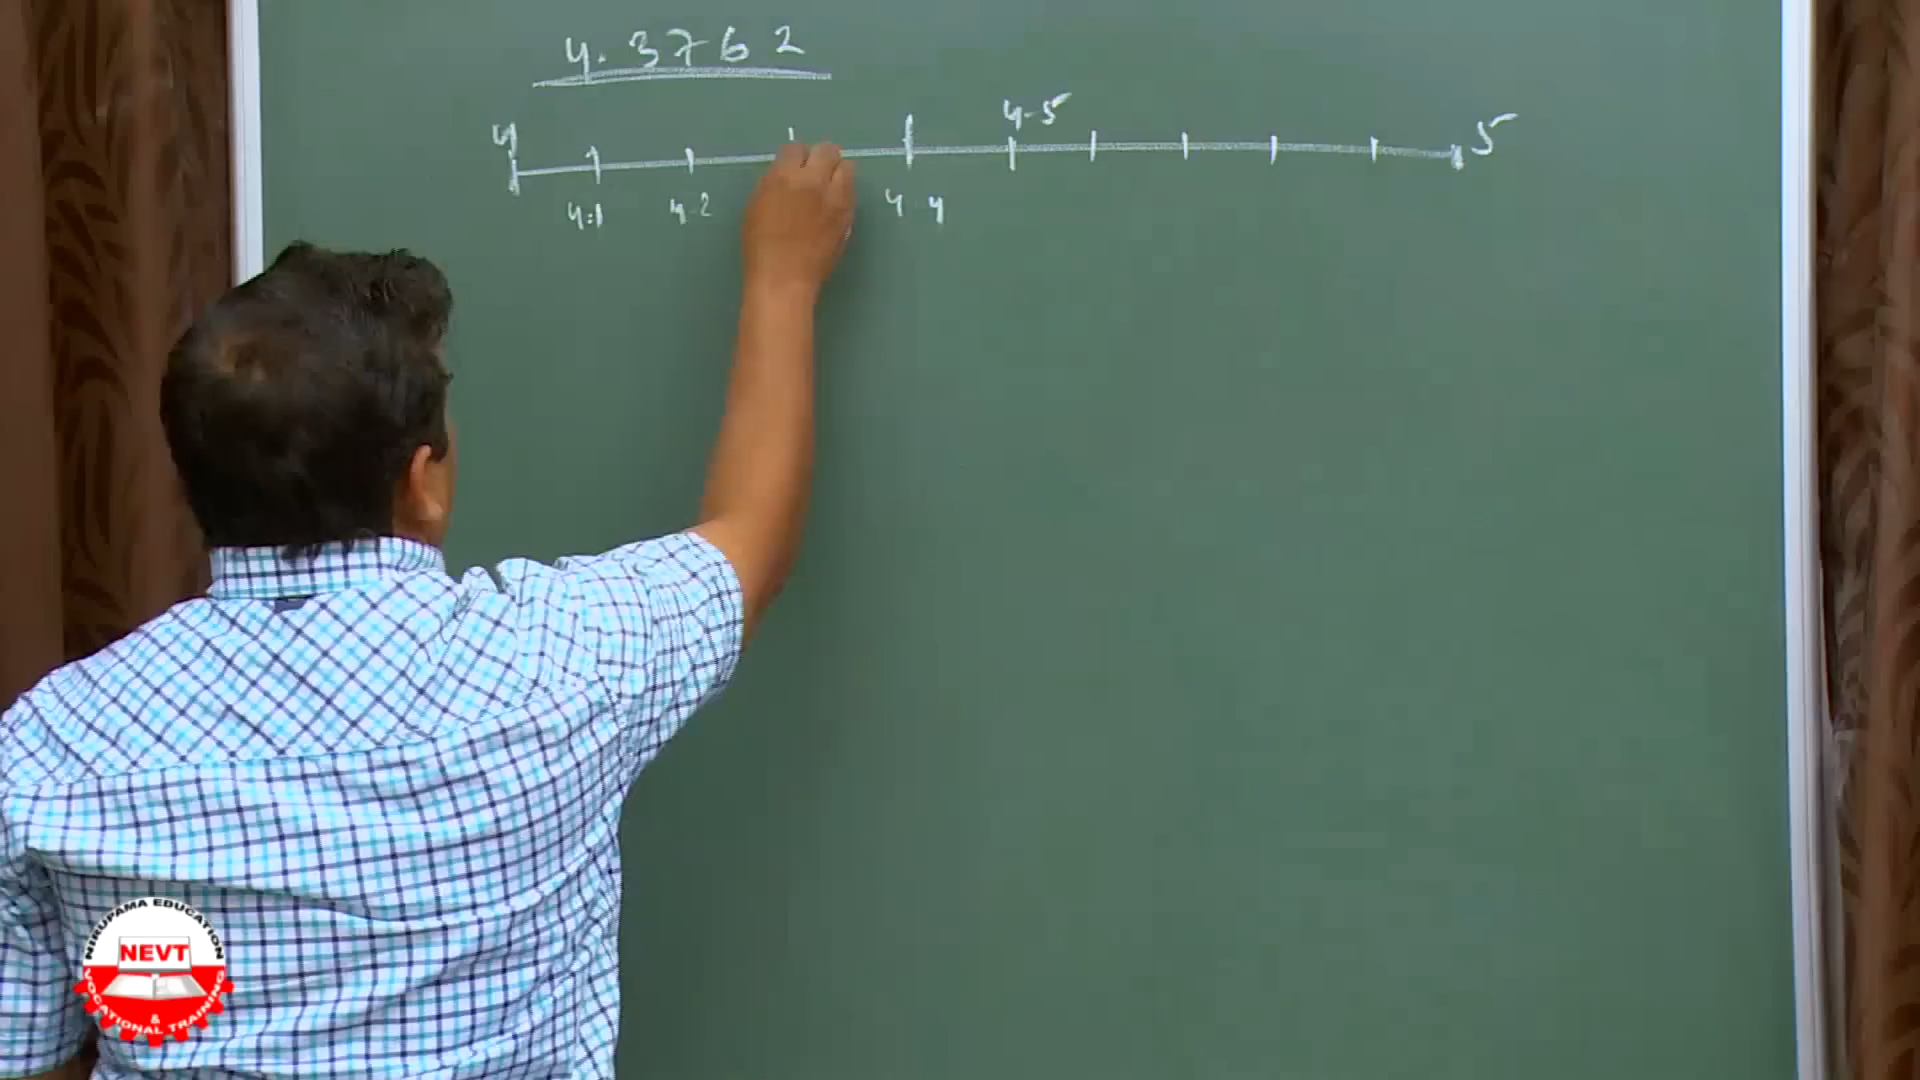 4.3762
4 4.5 5
4.1 4.2 4.4
NIRUPAMA EDUCATION
NEVT
& VOCATIONAL TRAINING